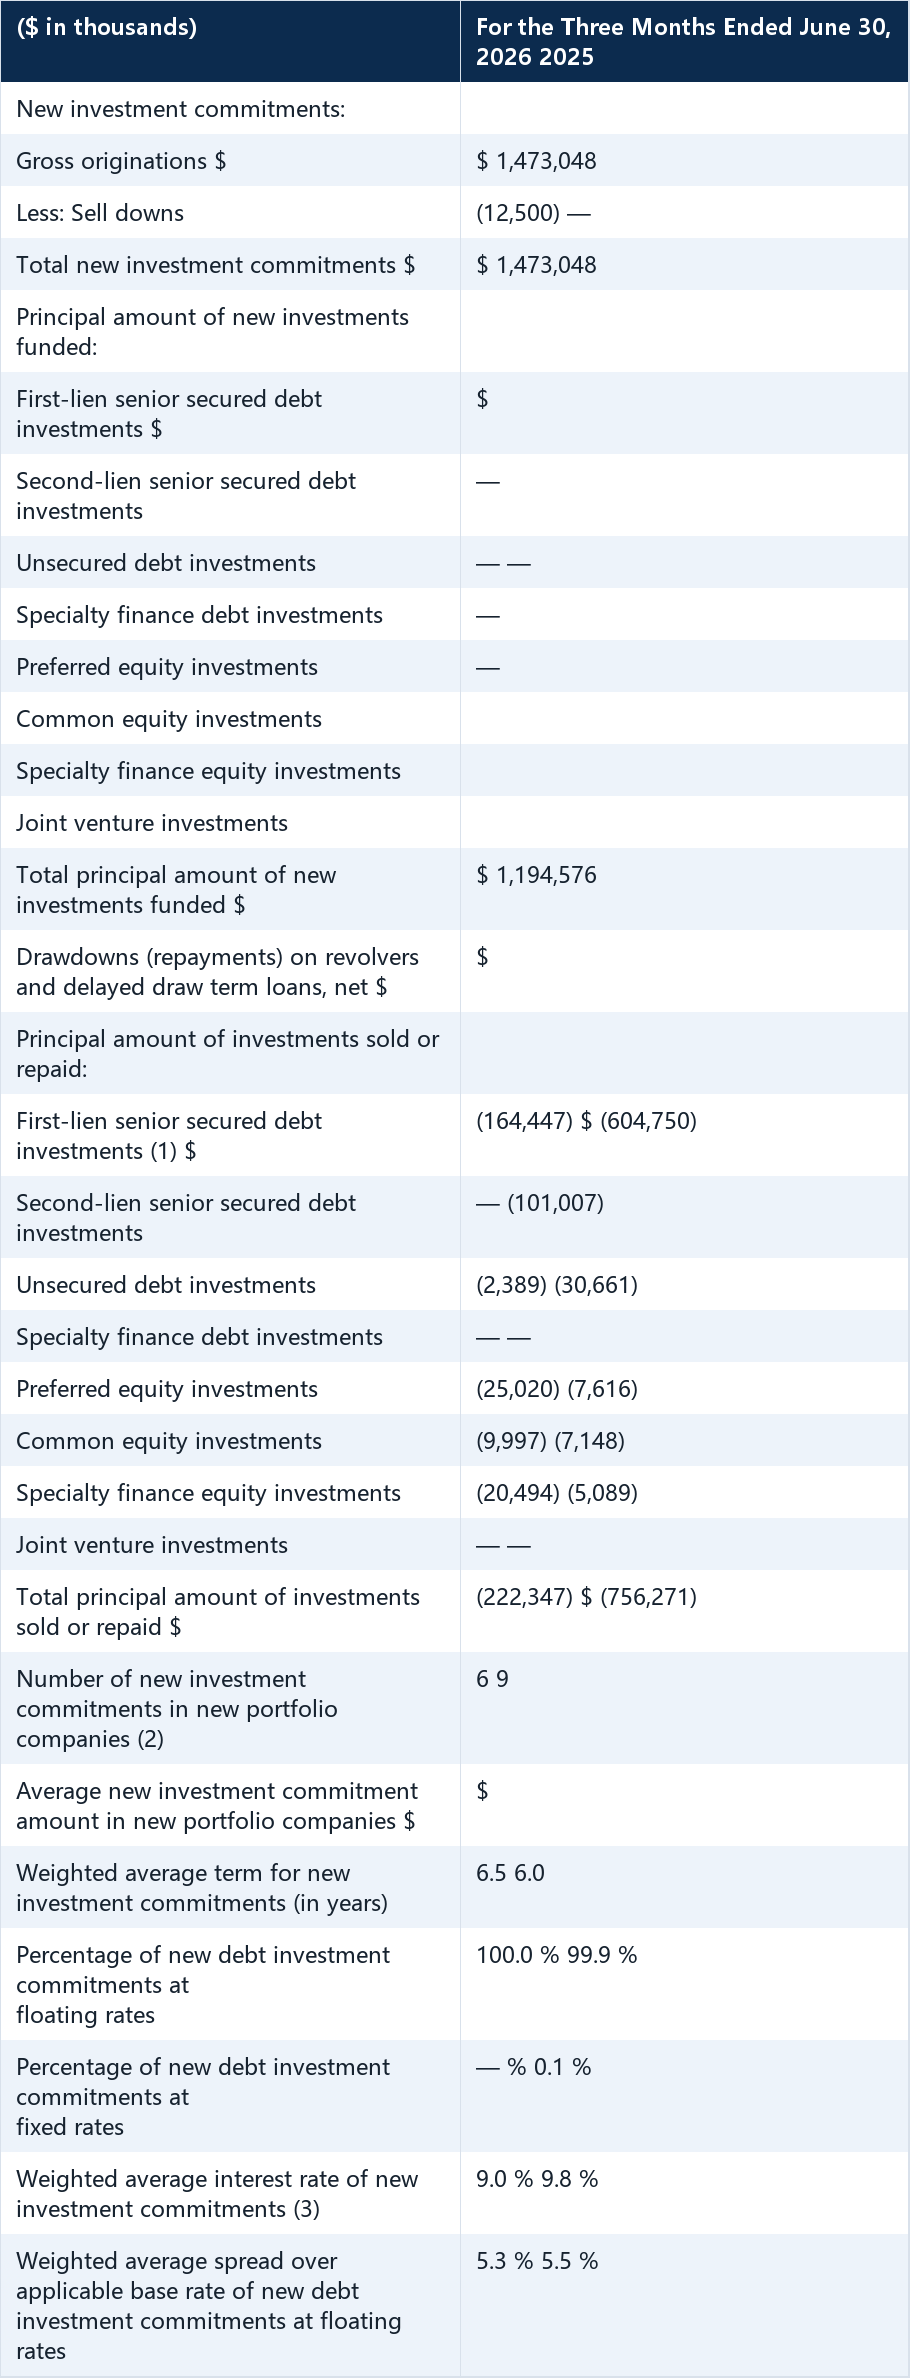 ($ in thousands)
For the Three Months Ended June 30,
2026 2025
New investment commitments:
Gross originations $
$ 1,473,048
Less: Sell downs
(12,500) —
Total new investment commitments $
$ 1,473,048
Principal amount of new investments
funded:
First-lien senior secured debt
investments $
$
Second-lien senior secured debt
investments
—
Unsecured debt investments
— —
Specialty finance debt investments
—
Preferred equity investments
—
Common equity investments
Specialty finance equity investments
Joint venture investments
Total principal amount of new
investments funded $
$ 1,194,576
Drawdowns (repayments) on revolvers
and delayed draw term loans, net $
$
Principal amount of investments sold or
repaid:
First-lien senior secured debt
investments (1) $
(164,447) $ (604,750)
Second-lien senior secured debt
investments
— (101,007)
Unsecured debt investments
(2,389) (30,661)
Specialty finance debt investments
— —
Preferred equity investments
(25,020) (7,616)
Common equity investments
(9,997) (7,148)
Specialty finance equity investments
(20,494) (5,089)
Joint venture investments
— —
Total principal amount of investments
sold or repaid $
(222,347) $ (756,271)
Number of new investment
commitments in new portfolio
companies (2)
6 9
Average new investment commitment
amount in new portfolio companies $
$
Weighted average term for new
investment commitments (in years)
6.5 6.0
Percentage of new debt investment
commitments at
floating rates
100.0 % 99.9 %
Percentage of new debt investment
commitments at
fixed rates
— % 0.1 %
Weighted average interest rate of new
investment commitments (3)
9.0 % 9.8 %
Weighted average spread over
applicable base rate of new debt
investment commitments at floating
rates
5.3 % 5.5 %